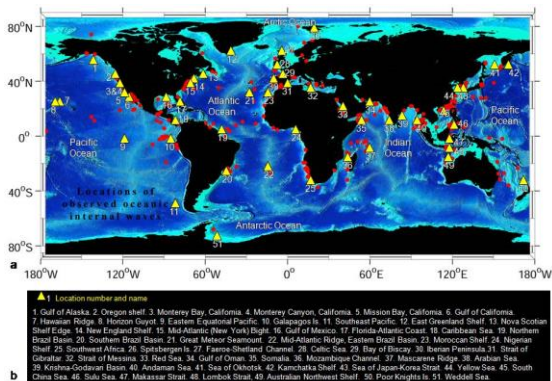 Arctic Ocean
80°N
40°N
0°
40°S
80°S
Atlantic
Ocean
Pacific
Ocean
Pacific
Ocean
Indian
Ocean
Locations of
observed oceanic
internal waves
Antarctic Ocean
180°W 120°W 60°W 0° 60°E 120°E 180°W
a
1 Location number and name
1. Gulf of Alaska. 2. Oregon shelf. 3. Monterey Bay, California. 4. Monterey Canyon, California. 5. Mission Bay, California. 6. Gulf of California.
7. Hawaiian Ridge. 8. Horizon Guyot. 9. Eastern Equatorial Pacific. 10. Galapagos Is. 11. Southeast Pacific. 12. East Greenland Shelf. 13. Nova Scotian
Shelf Edge. 14. New England Shelf. 15. Mid-Atlantic (New York) Bight. 16. Gulf of Mexico. 17. Florida-Atlantic Coast. 18. Caribbean Sea. 19. Northern
Brazil Basin. 20. Southern Brazil Basin. 21. Great Meteor Seamount. 22. Mid-Atlantic Ridge, Eastern Brazil Basin. 23. Moroccan Shelf. 24. Nigerian
Shelf. 25. Southwest Africa. 26. Spitsbergen Is. 27. Faeroe-Shetland Channel. 28. Celtic Sea. 29. Bay of Biscay. 30. Iberian Peninsula. 31. Strait of
Gibraltar. 32. Strait of Messina. 33. Red Sea. 34. Gulf of Oman. 35. Somalia. 36. Mozambique Channel. 37. Mascarene Ridge. 38. Arabian Sea.
39. Krishna-Godavari Basin. 40. Andaman Sea. 41. Sea of Okhotsk. 42. Kamchatka Shelf. 43. Sea of Japan-Korea Strait. 44. Yellow Sea. 45. South
China Sea. 46. Sulu Sea. 47. Makassar Strait. 48. Lombok Strait. 49. Australian Northwest Shelf. 50. Poor Knights Is. 51. Weddell Sea.
b